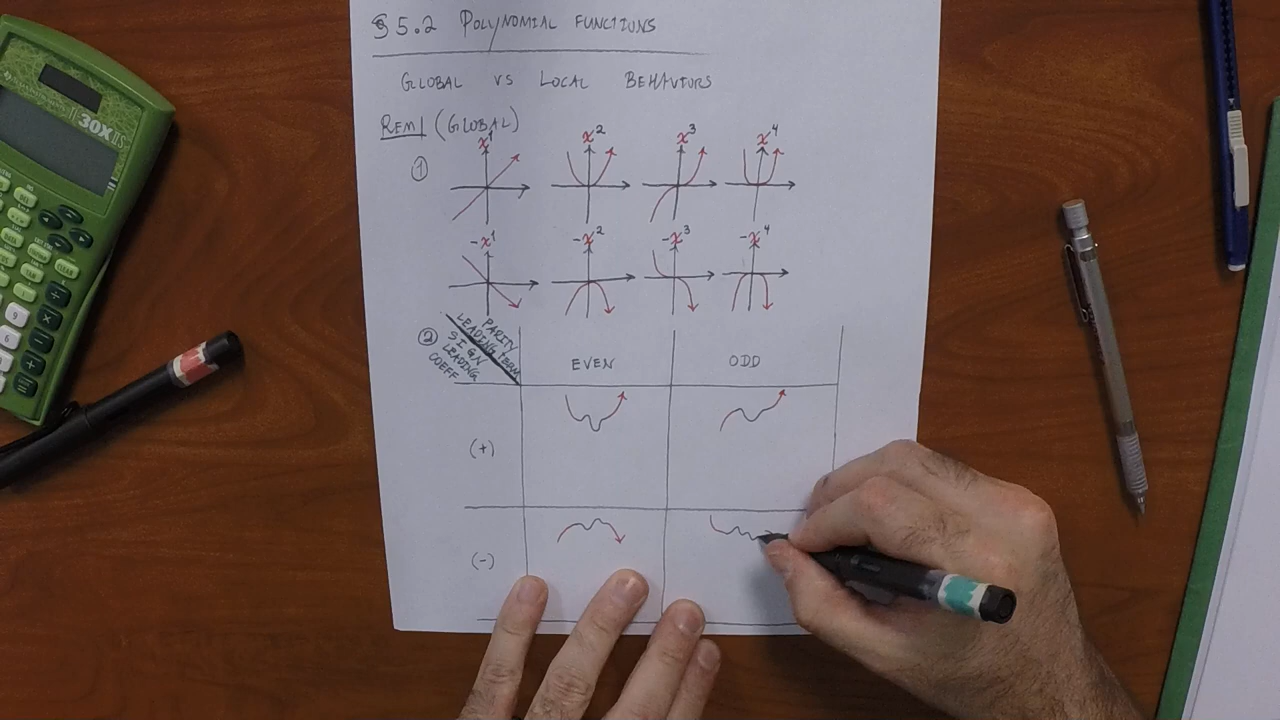 §5.2 POLYNOMIAL FUNCTIONS
GLOBAL VS LOCAL BEHAVIORS
REM1 (GLOBAL)
① x¹ x² x³ x⁴
-x¹ -x² -x³ -x⁴
② PARITY
LEADING TERM
SIGN
LEADING
COEFF
EVEN ODD
(+)
(-)
30XIIS